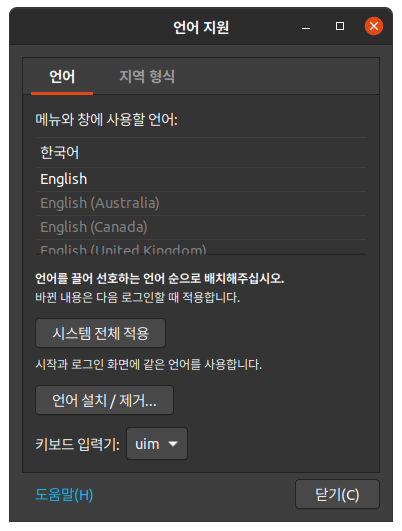 언어 지원
언어
지역 형식
메뉴와 창에 사용할 언어:
한국어
English
English (Australia)
English (Canada)
English (United Kingdom)
언어를 끌어 선호하는 언어 순으로 배치해주십시오.
바뀐 내용은 다음 로그인할 때 적용합니다.
시스템 전체 적용
시작과 로그인 화면에 같은 언어를 사용합니다.
언어 설치 / 제거...
키보드 입력기: uim
도움말(H)
닫기(C)